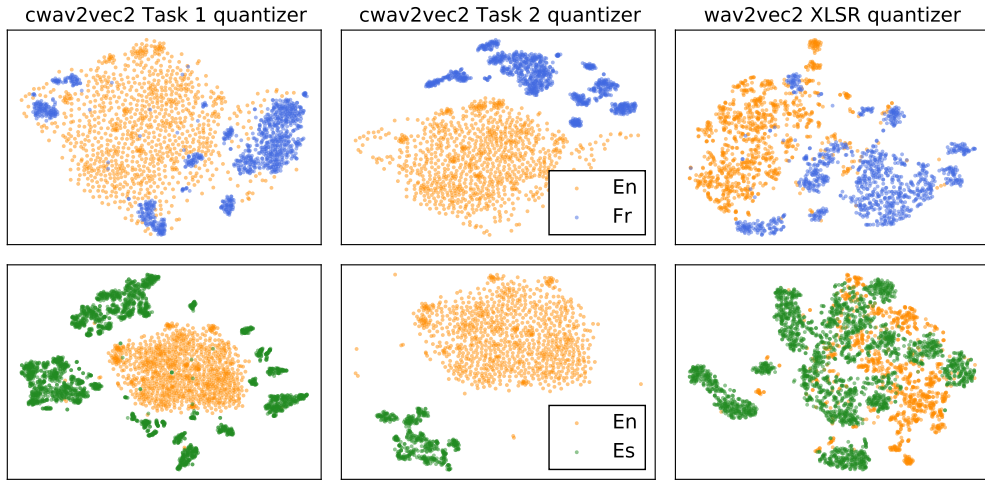 cwav2vec2 Task 1 quantizer
cwav2vec2 Task 2 quantizer
wav2vec2 XLSR quantizer
En
Fr
En
Es